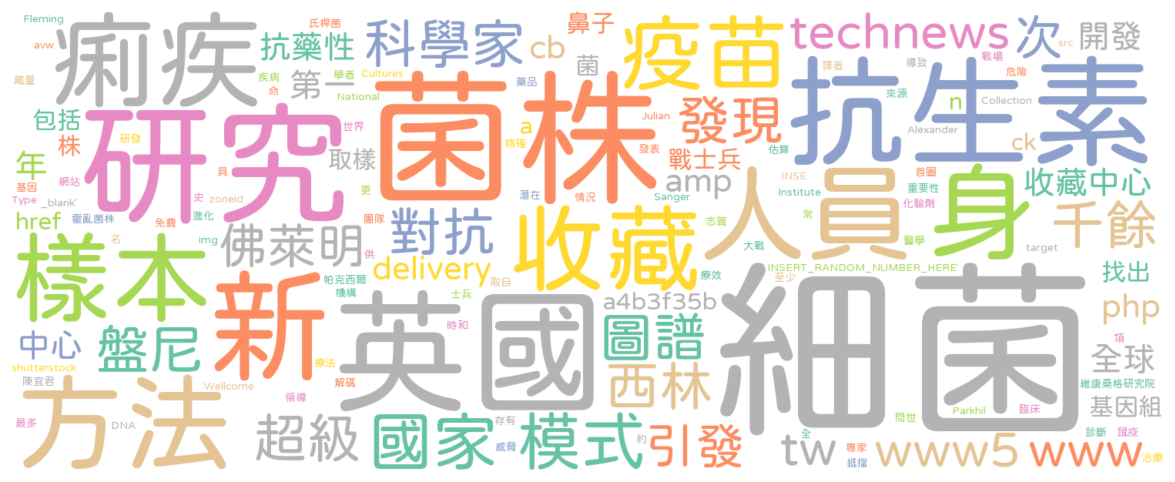 Fleming
氏桿菌
鼻子
technews
次
開發
src
avw
痢疾
抗藥性
科學家
cb
疫苗
戰場
藏量
疾病
學者
Cultures
藥品
菌
譯者
導致
危險
命
第一
National
抗生素
來源
n
Collection
包括
研發
世界
菌株
Julian
a
發現
Alexander
ck
株
研究
精確
發表
估算
年
取樣
戰士兵
首圖
基因
網站
amp
INSE
收藏中心
Type
_blank'
史
具
更
潛在
情況
Sanger
Institute
重要性
化驗劑
人員
身
href
霍亂菌株
進化
免費
團隊
對抗
收藏
志賀
常
千餘
樣本
名
img
佛萊明
供
大戰
醫學
target
新
帕克西爾
delivery
取自
療效
INSERT_RANDOM_NUMBER_HERE'
至少
找出
機構
士兵
英國
a4b3f35b
細菌
php
中心
盤尼
療法
時和
圖譜
項
全球
shutterstock
陳宜君
Wellcome
解碼
西林
維康桑格研究院
方法
領導
基因組
最多
DNA
超級
國家
存有
模式
約
引發
問世
Parkhil
臨床
威脅
tw
全
專家
抵擋
www5
www
診斷
瘟疫
治療